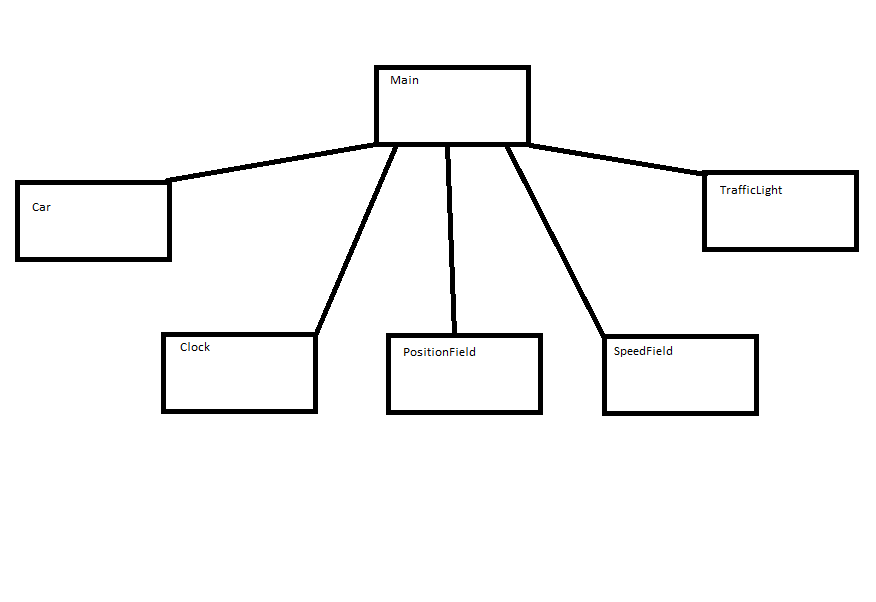 Main
Car
TrafficLight
Clock
PositionField
SpeedField